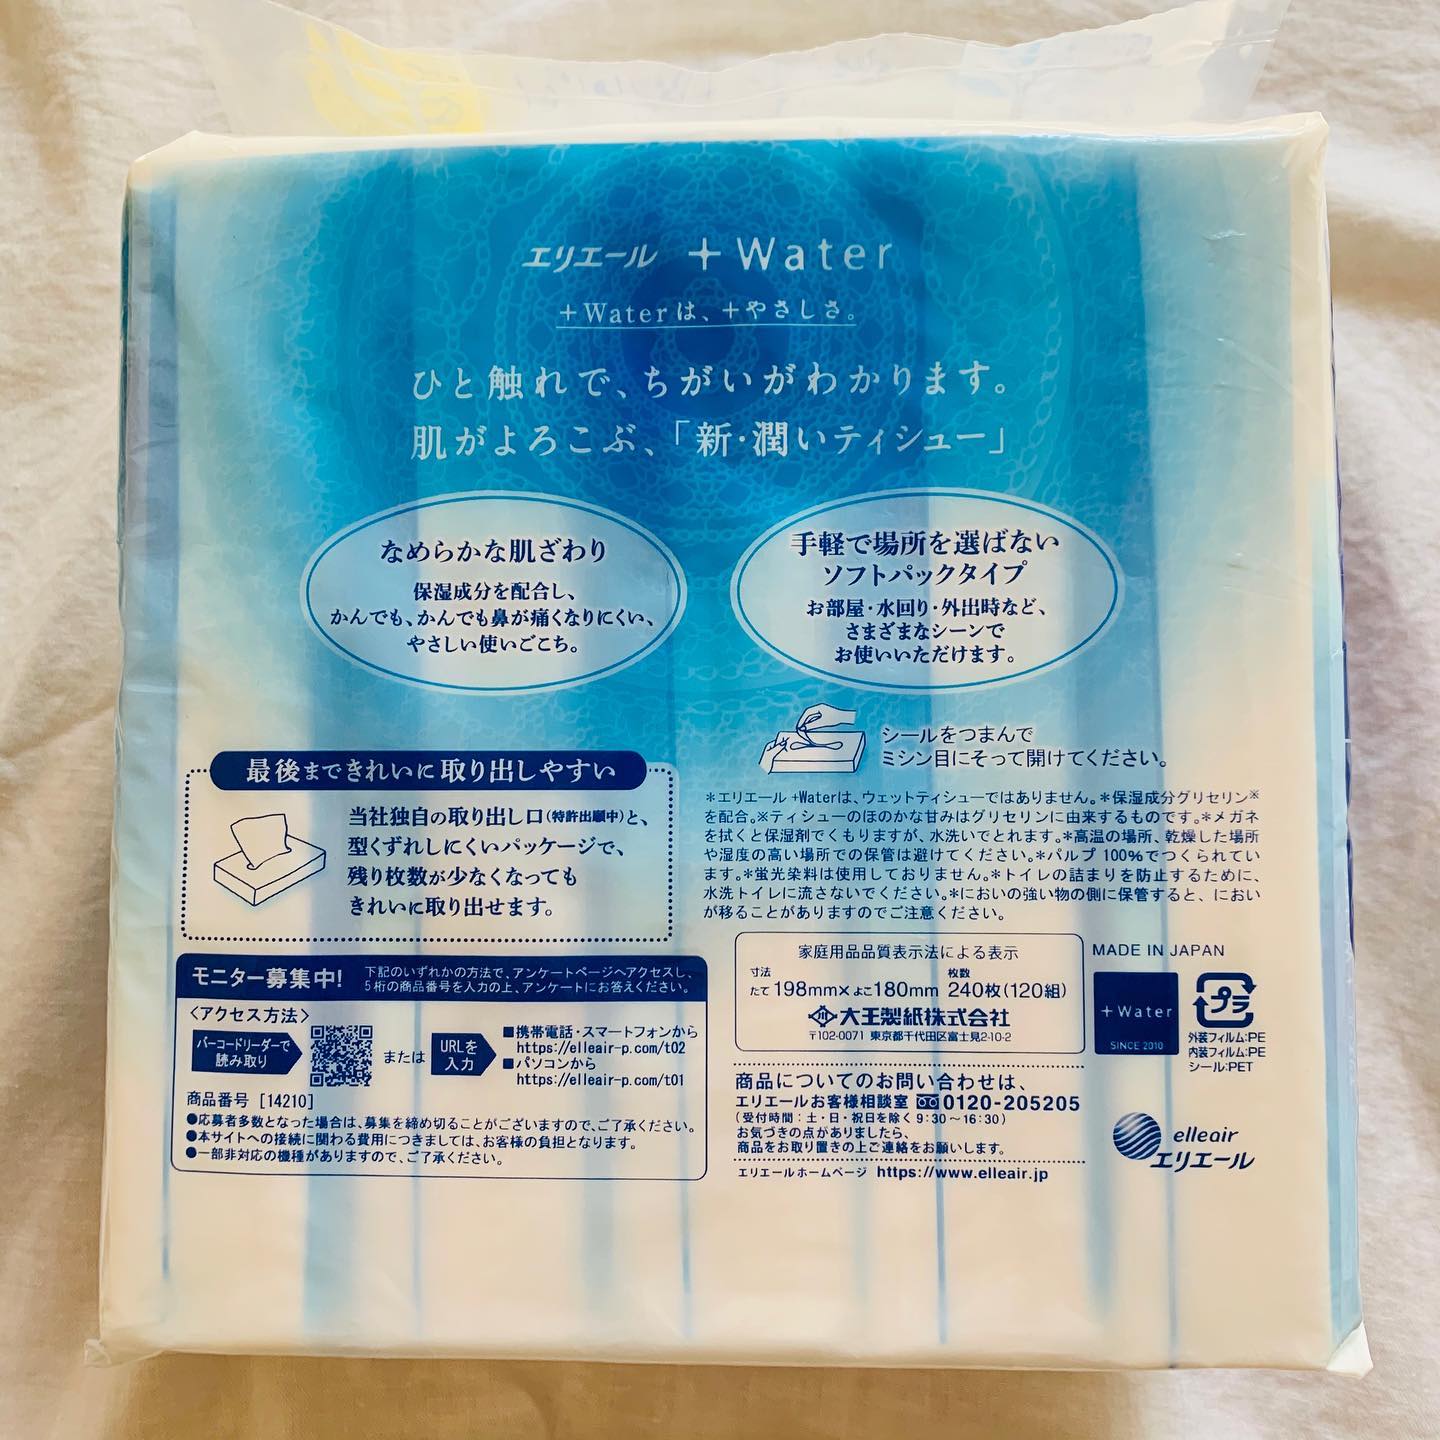 エリエール +Water
+Waterは、+やさしさ。
ひと触れで、ちがいがわかります。
肌がよろこぶ、「新・潤いティシュー」
なめらかな肌ざわり
保湿成分を配合し、
かんでも、かんでも鼻が痛くなりにくい、
やさしい使いごこち。
手軽で場所を選ばない
ソフトパックタイプ
お部屋・水回り・外出時など、
さまざまなシーンで
お使いいただけます。
シールをつまんで
ミシン目にそって開けてください。
最後まできれいに取り出しやすい
当社独自の取り出し口(特許出願中)と、
型くずれしにくいパッケージで、
残り枚数が少なくなっても
きれいに取り出せます。
*エリエール +Waterは、ウェットティシューではありません。*保湿成分グリセリン※
を配合。※ティシューのほのかな甘みはグリセリンに由来するものです。*メガネ
を拭くと保湿剤でくもりますが、水洗いでとれます。*高温の場所、乾燥した場所
や湿度の高い場所での保管は避けてください。*パルプ 100%でつくられてい
ます。*蛍光染料は使用しておりません。*トイレの詰まりを防止するために、
水洗トイレに流さないでください。*においの強い物の側に保管すると、におい
が移ることがありますのでご注意ください。
モニター募集中!
下記のいずれかの方法で、アンケートページへアクセスし、
5桁の商品番号を入力の上、アンケートにお答えください。
〈アクセス方法〉
バーコードリーダーで
読み取り
または
URLを
入力
■携帯電話・スマートフォンから
https://elleair-p.com/t02
■パソコンから
https://elleair-p.com/t01
商品番号 [14210]
●応募者多数となった場合は、募集を締め切ることがございますので、ご了承ください。
●本サイトへの接続に関わる費用につきましては、お客様の負担となります。
●一部非対応の機種がありますので、ご了承ください。
家庭用品品質表示法による表示
寸法 枚数
たて198mm×よこ180mm 240枚(120組)
大王製紙株式会社
〒102-0071 東京都千代田区富士見2-10-2
商品についてのお問い合わせは、
エリエールお客様相談室 0120-205205
(受付時間:土・日・祝日を除く9:30〜16:30)
お気づきの点がありましたら、
商品をお取り置きの上ご連絡をお願いします。
エリエールホームページ https://www.elleair.jp
MADE IN JAPAN
+Water
SINCE 2010
プラ
外装フィルム:PE
内装フィルム:PE
シール:PET
elleair
エリエール